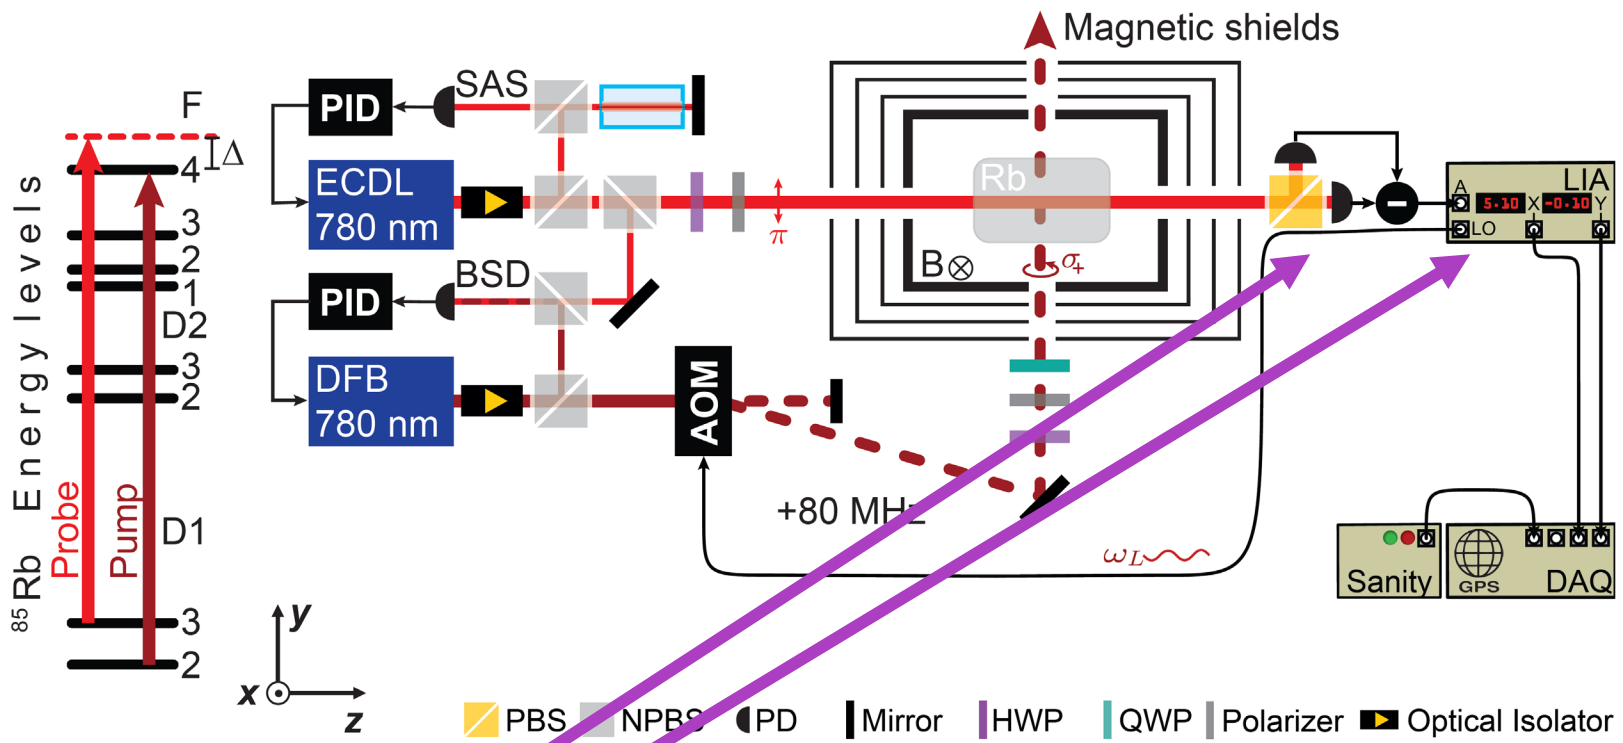 Magnetic shields
SAS
PID
F
Δ
4
ECDL
780 nm
π
Rb
B
σ+
3
2
1
D2
3
2
BSD
PID
DFB
780 nm
AOM
+80 MHz
ωL
A
5.10
X
-0.10
Y
LIA
LO
Probe
Pump
D1
85Rb Energy levels
3
2
Sanity
GPS
DAQ
y
x
z
PBS
NPBS
PD
Mirror
HWP
QWP
Polarizer
Optical Isolator